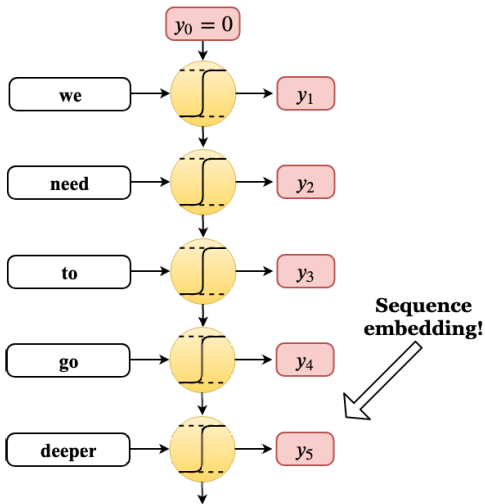 y₀ = 0
we
y₁
need
y₂
to
y₃
Sequence
embedding!
go
y₄
deeper
y₅